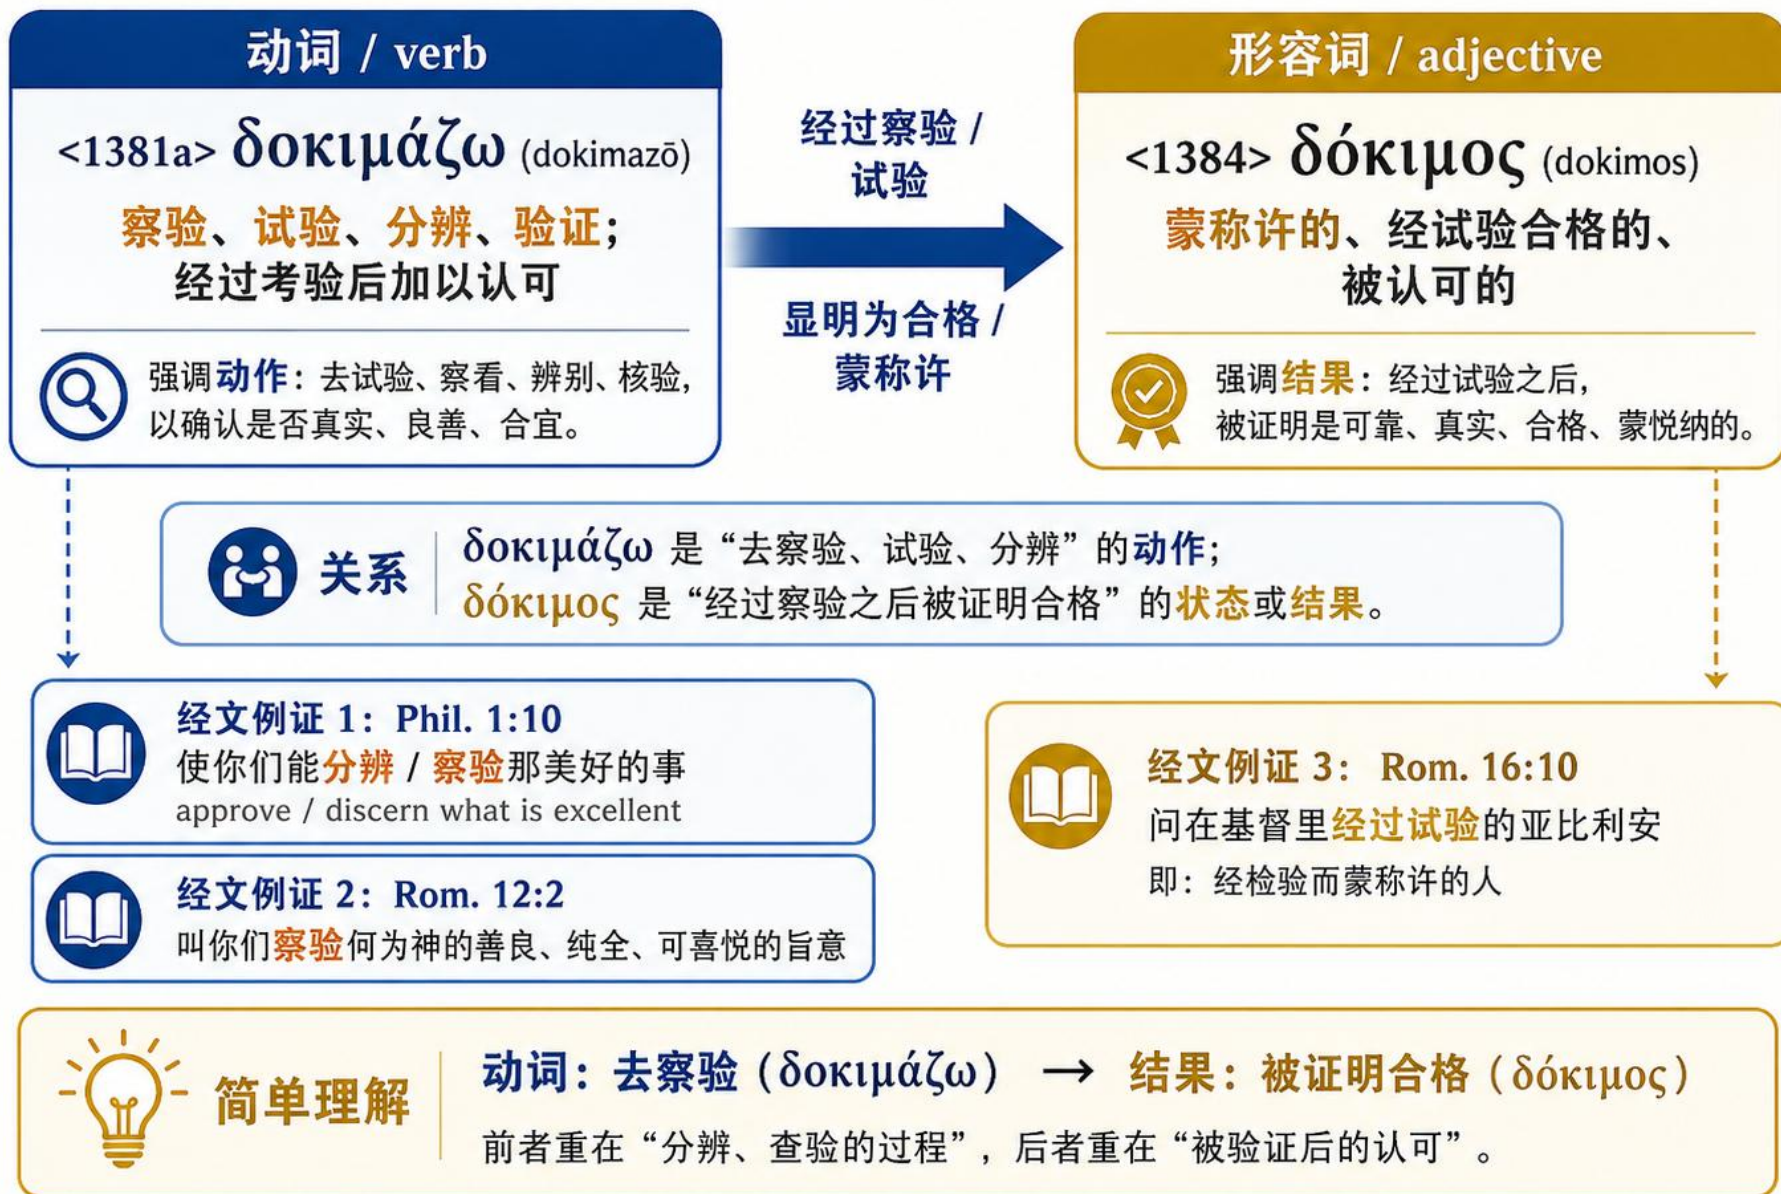 动词 / verb
<1381a> δοκιμάζω (dokimazō)
察验、试验、分辨、验证;
经过考验后加以认可
强调动作：去试验、察看、辨别、核验,
以确认是否真实、良善、合宜。
经过察验 /
试验
显明为合格 /
蒙称许
形容词 / adjective
<1384> δόκιμος (dokimos)
蒙称许的、经试验合格的、
被认可的
强调结果：经过试验之后,
被证明是可靠、真实、合格、蒙悦纳的。
关系
δοκιμάζω 是“去察验、试验、分辨”的动作;
δόκιμος 是“经过察验之后被证明合格”的状态或结果。
经文例证 1：Phil. 1:10
使你们能分辨 / 察验那美好的事
approve / discern what is excellent
经文例证 2：Rom. 12:2
叫你们察验何为神的善良、纯全、可喜悦的旨意
经文例证 3： Rom. 16:10
问在基督里经过试验的亚比利安
即：经检验而蒙称许的人
简单理解
动词：去察验（δοκιμάζω） → 结果：被证明合格（δόκιμος）
前者重在“分辨、查验的过程”，后者重在“被验证后的认可”。